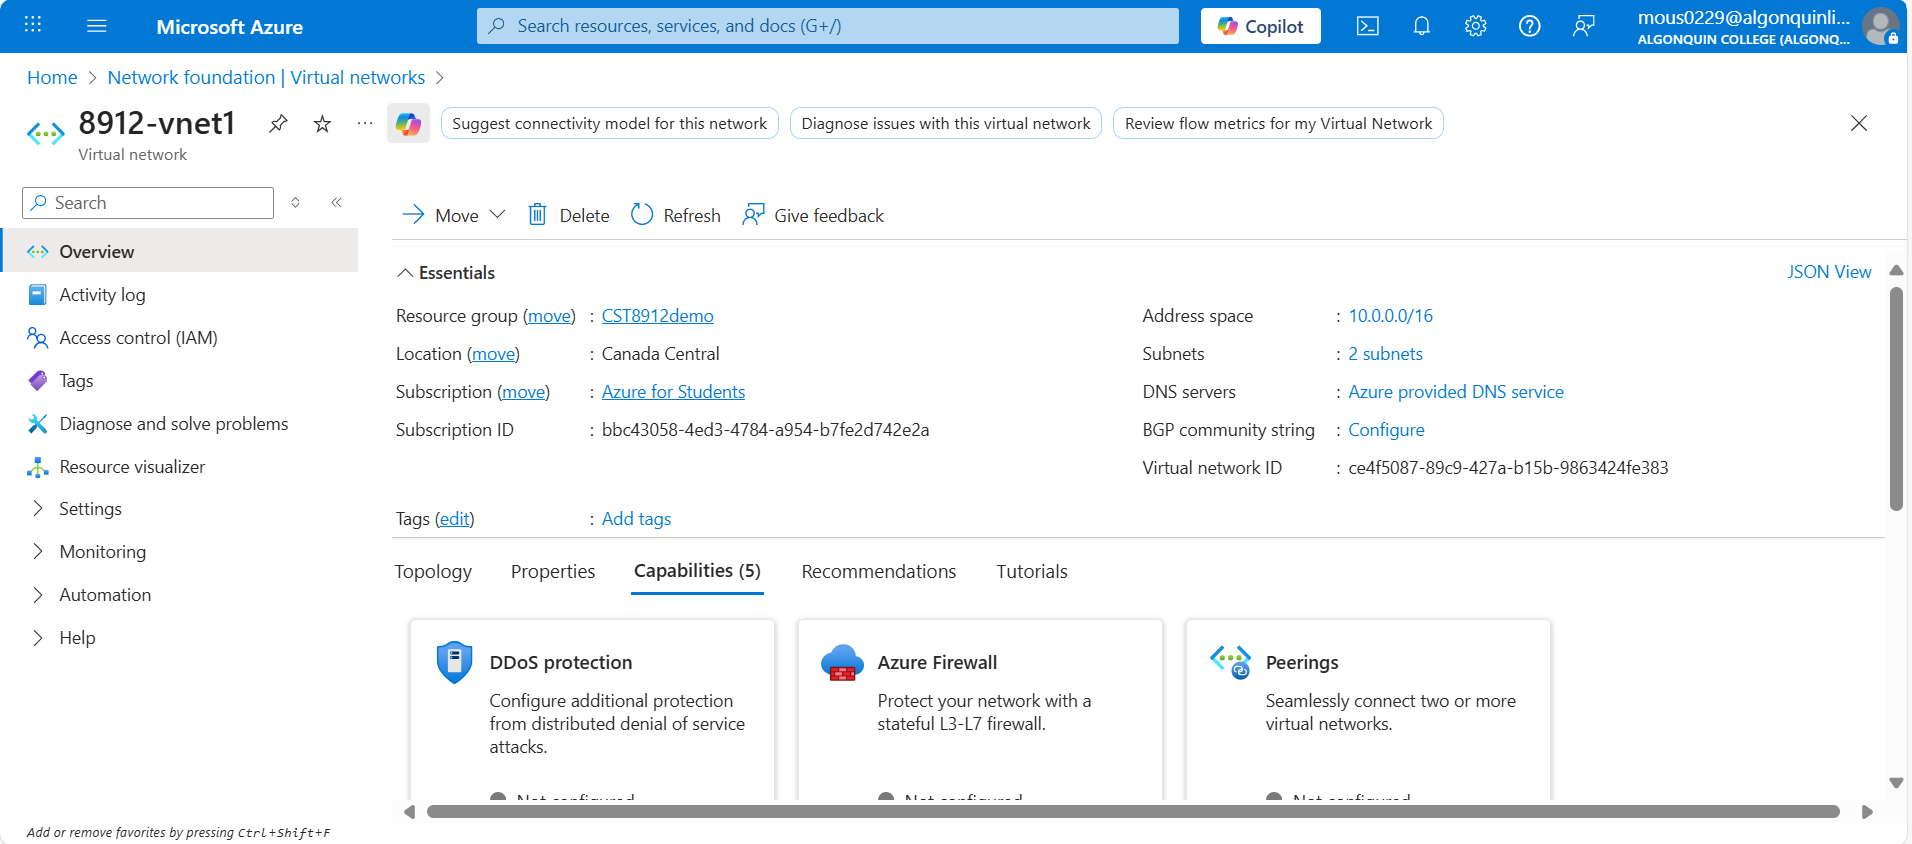 Microsoft Azure
Search resources, services, and docs (G+/)
Copilot
mous0229@algonquinli...
ALGONQUIN COLLEGE (ALGONQ...
Home > Network foundation | Virtual networks >
8912-vnet1
Virtual network
...
Suggest connectivity model for this network
Diagnose issues with this virtual network
Review flow metrics for my Virtual Network
Search
Overview
Activity log
Access control (IAM)
Tags
Diagnose and solve problems
Resource visualizer
Settings
Monitoring
Automation
Help
Add or remove favorites by pressing Ctrl+Shift+F
Move
Delete
Refresh
Give feedback
Essentials
JSON View
Resource group (move) : CST8912demo
Location (move) : Canada Central
Subscription (move) : Azure for Students
Subscription ID : bbc43058-4ed3-4784-a954-b7fe2d742e2a
Address space : 10.0.0.0/16
Subnets : 2 subnets
DNS servers : Azure provided DNS service
BGP community string : Configure
Virtual network ID : ce4f5087-89c9-427a-b15b-9863424fe383
Tags (edit) : Add tags
Topology
Properties
Capabilities (5)
Recommendations
Tutorials
DDoS protection
Configure additional protection
from distributed denial of service
attacks.
Not configured
Azure Firewall
Protect your network with a
stateful L3-L7 firewall.
Not configured
Peerings
Seamlessly connect two or more
virtual networks.
Not configured